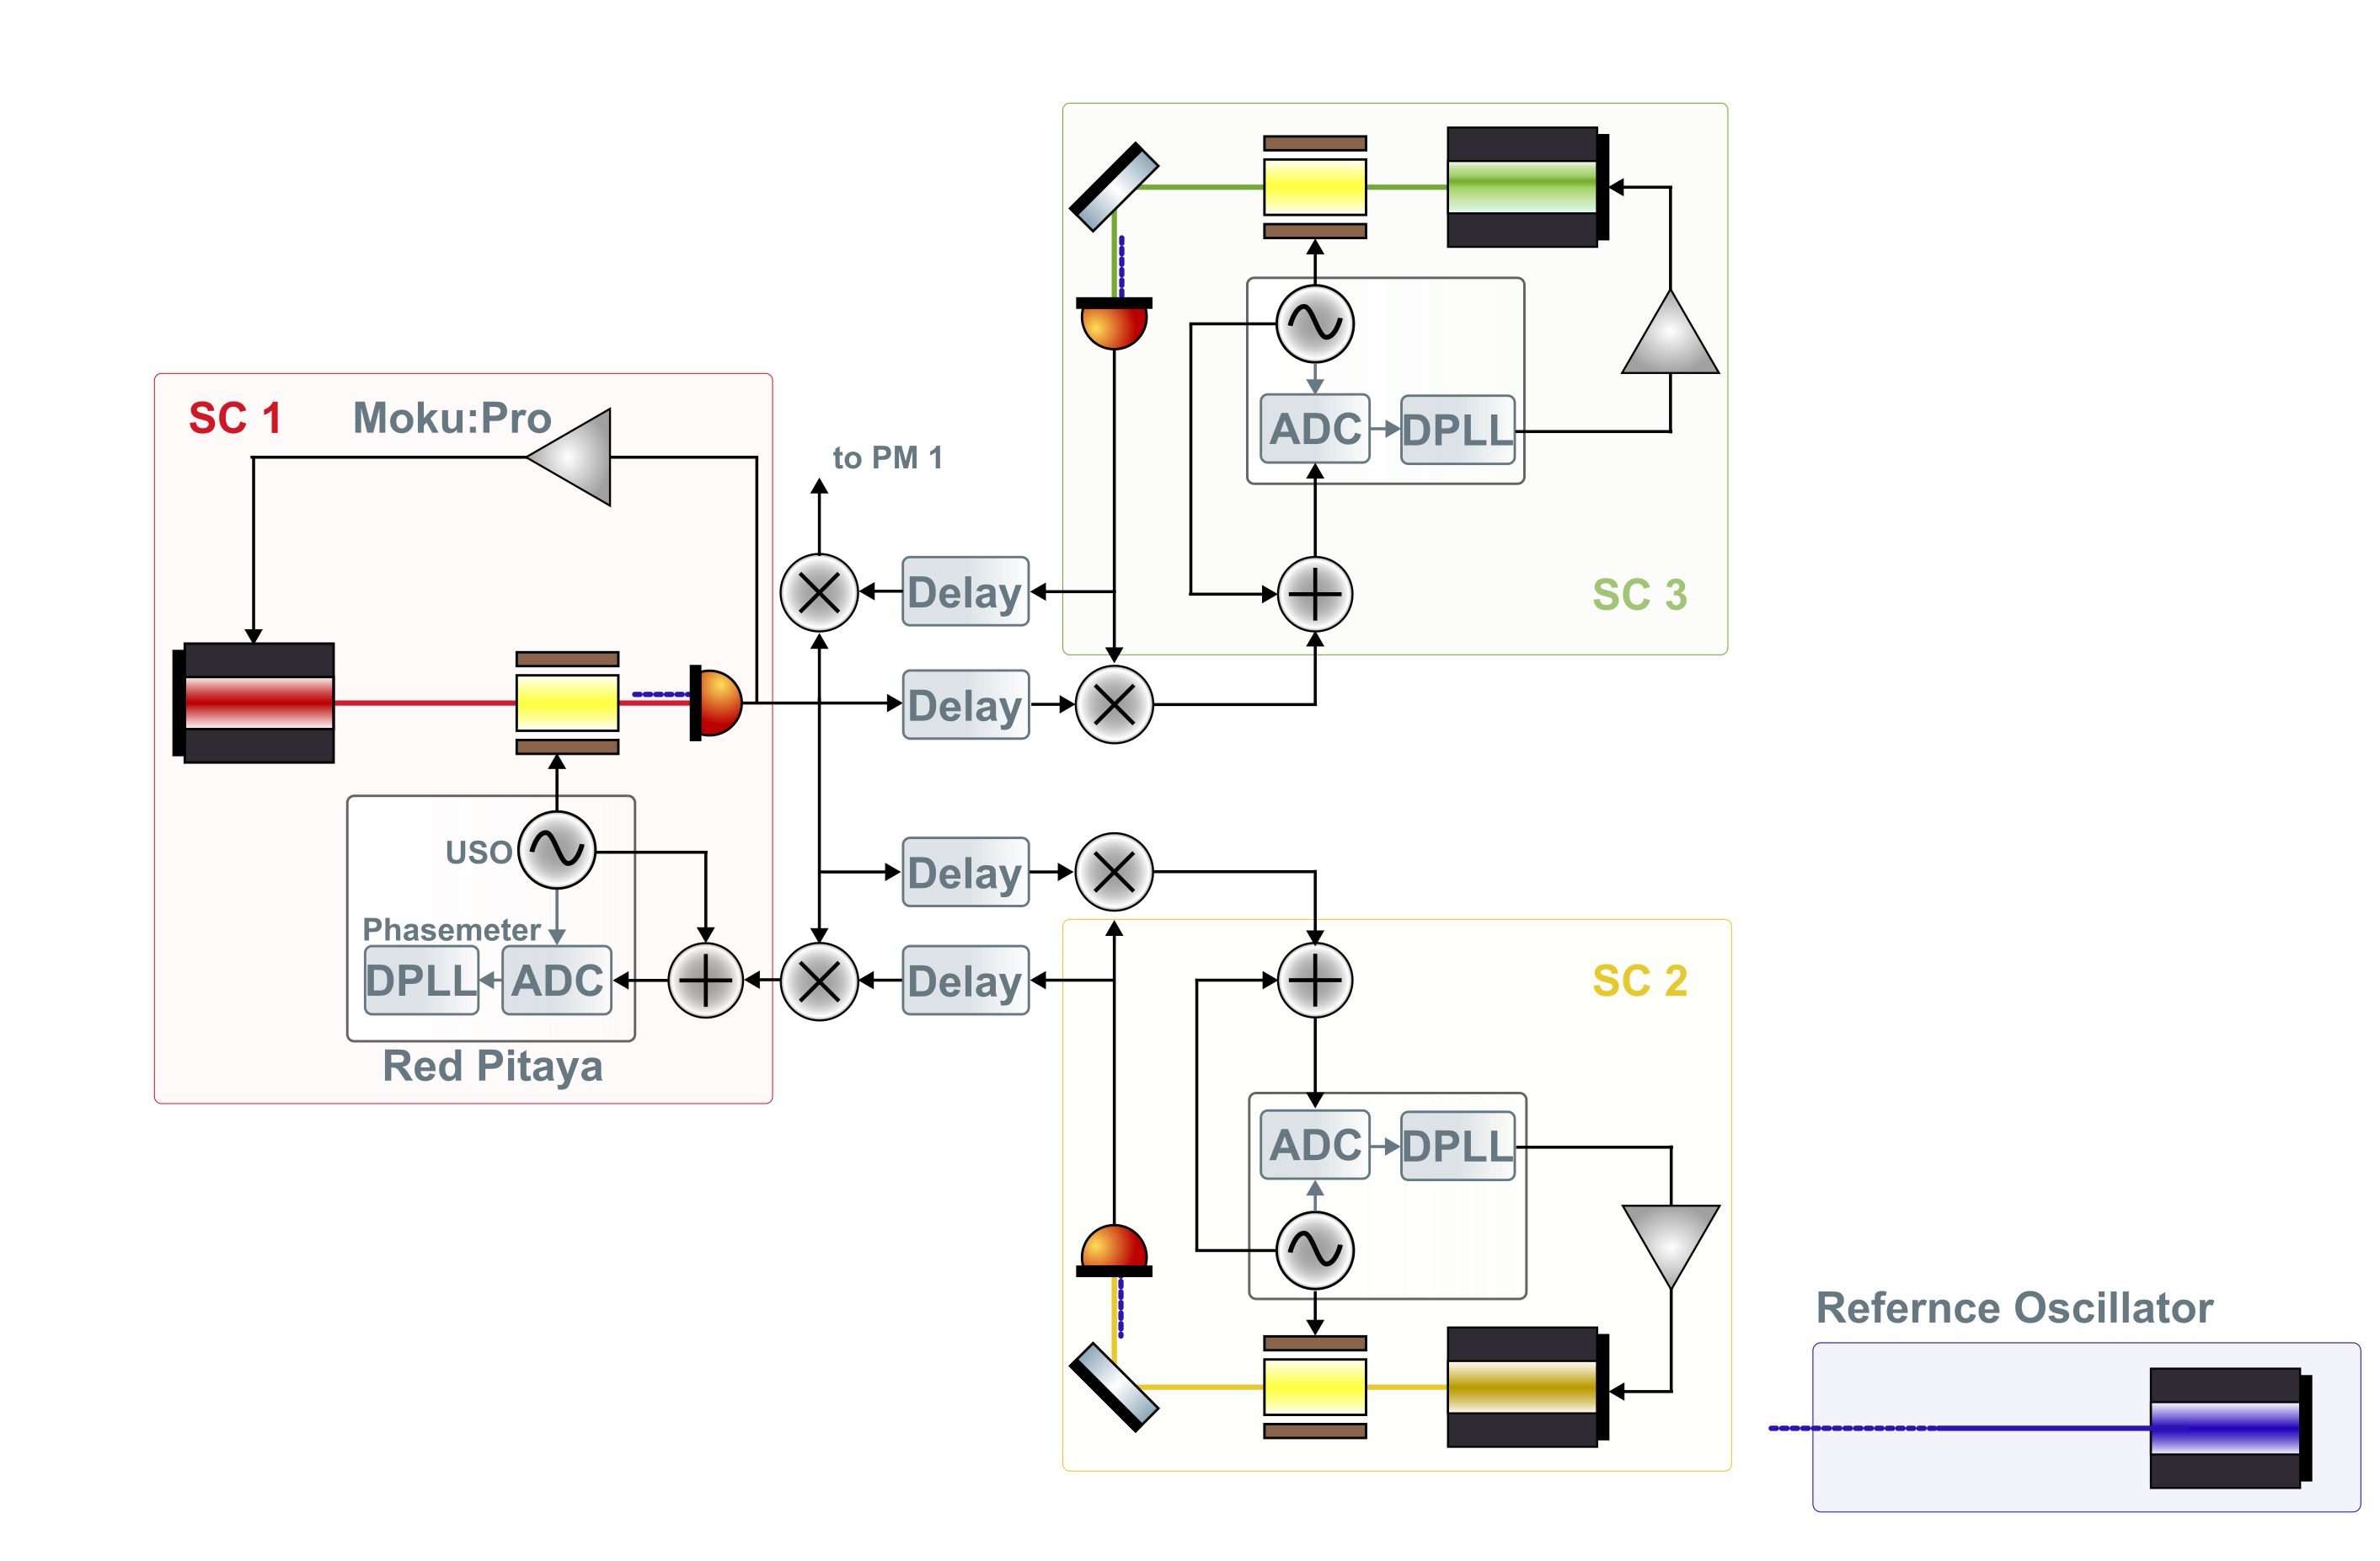 SC 1
Moku:Pro
to PM 1
ADC
DPLL
Delay
SC 3
Delay
USO
Delay
Phasemeter
DPLL
ADC
Delay
SC 2
Red Pitaya
ADC
DPLL
Refernce Oscillator